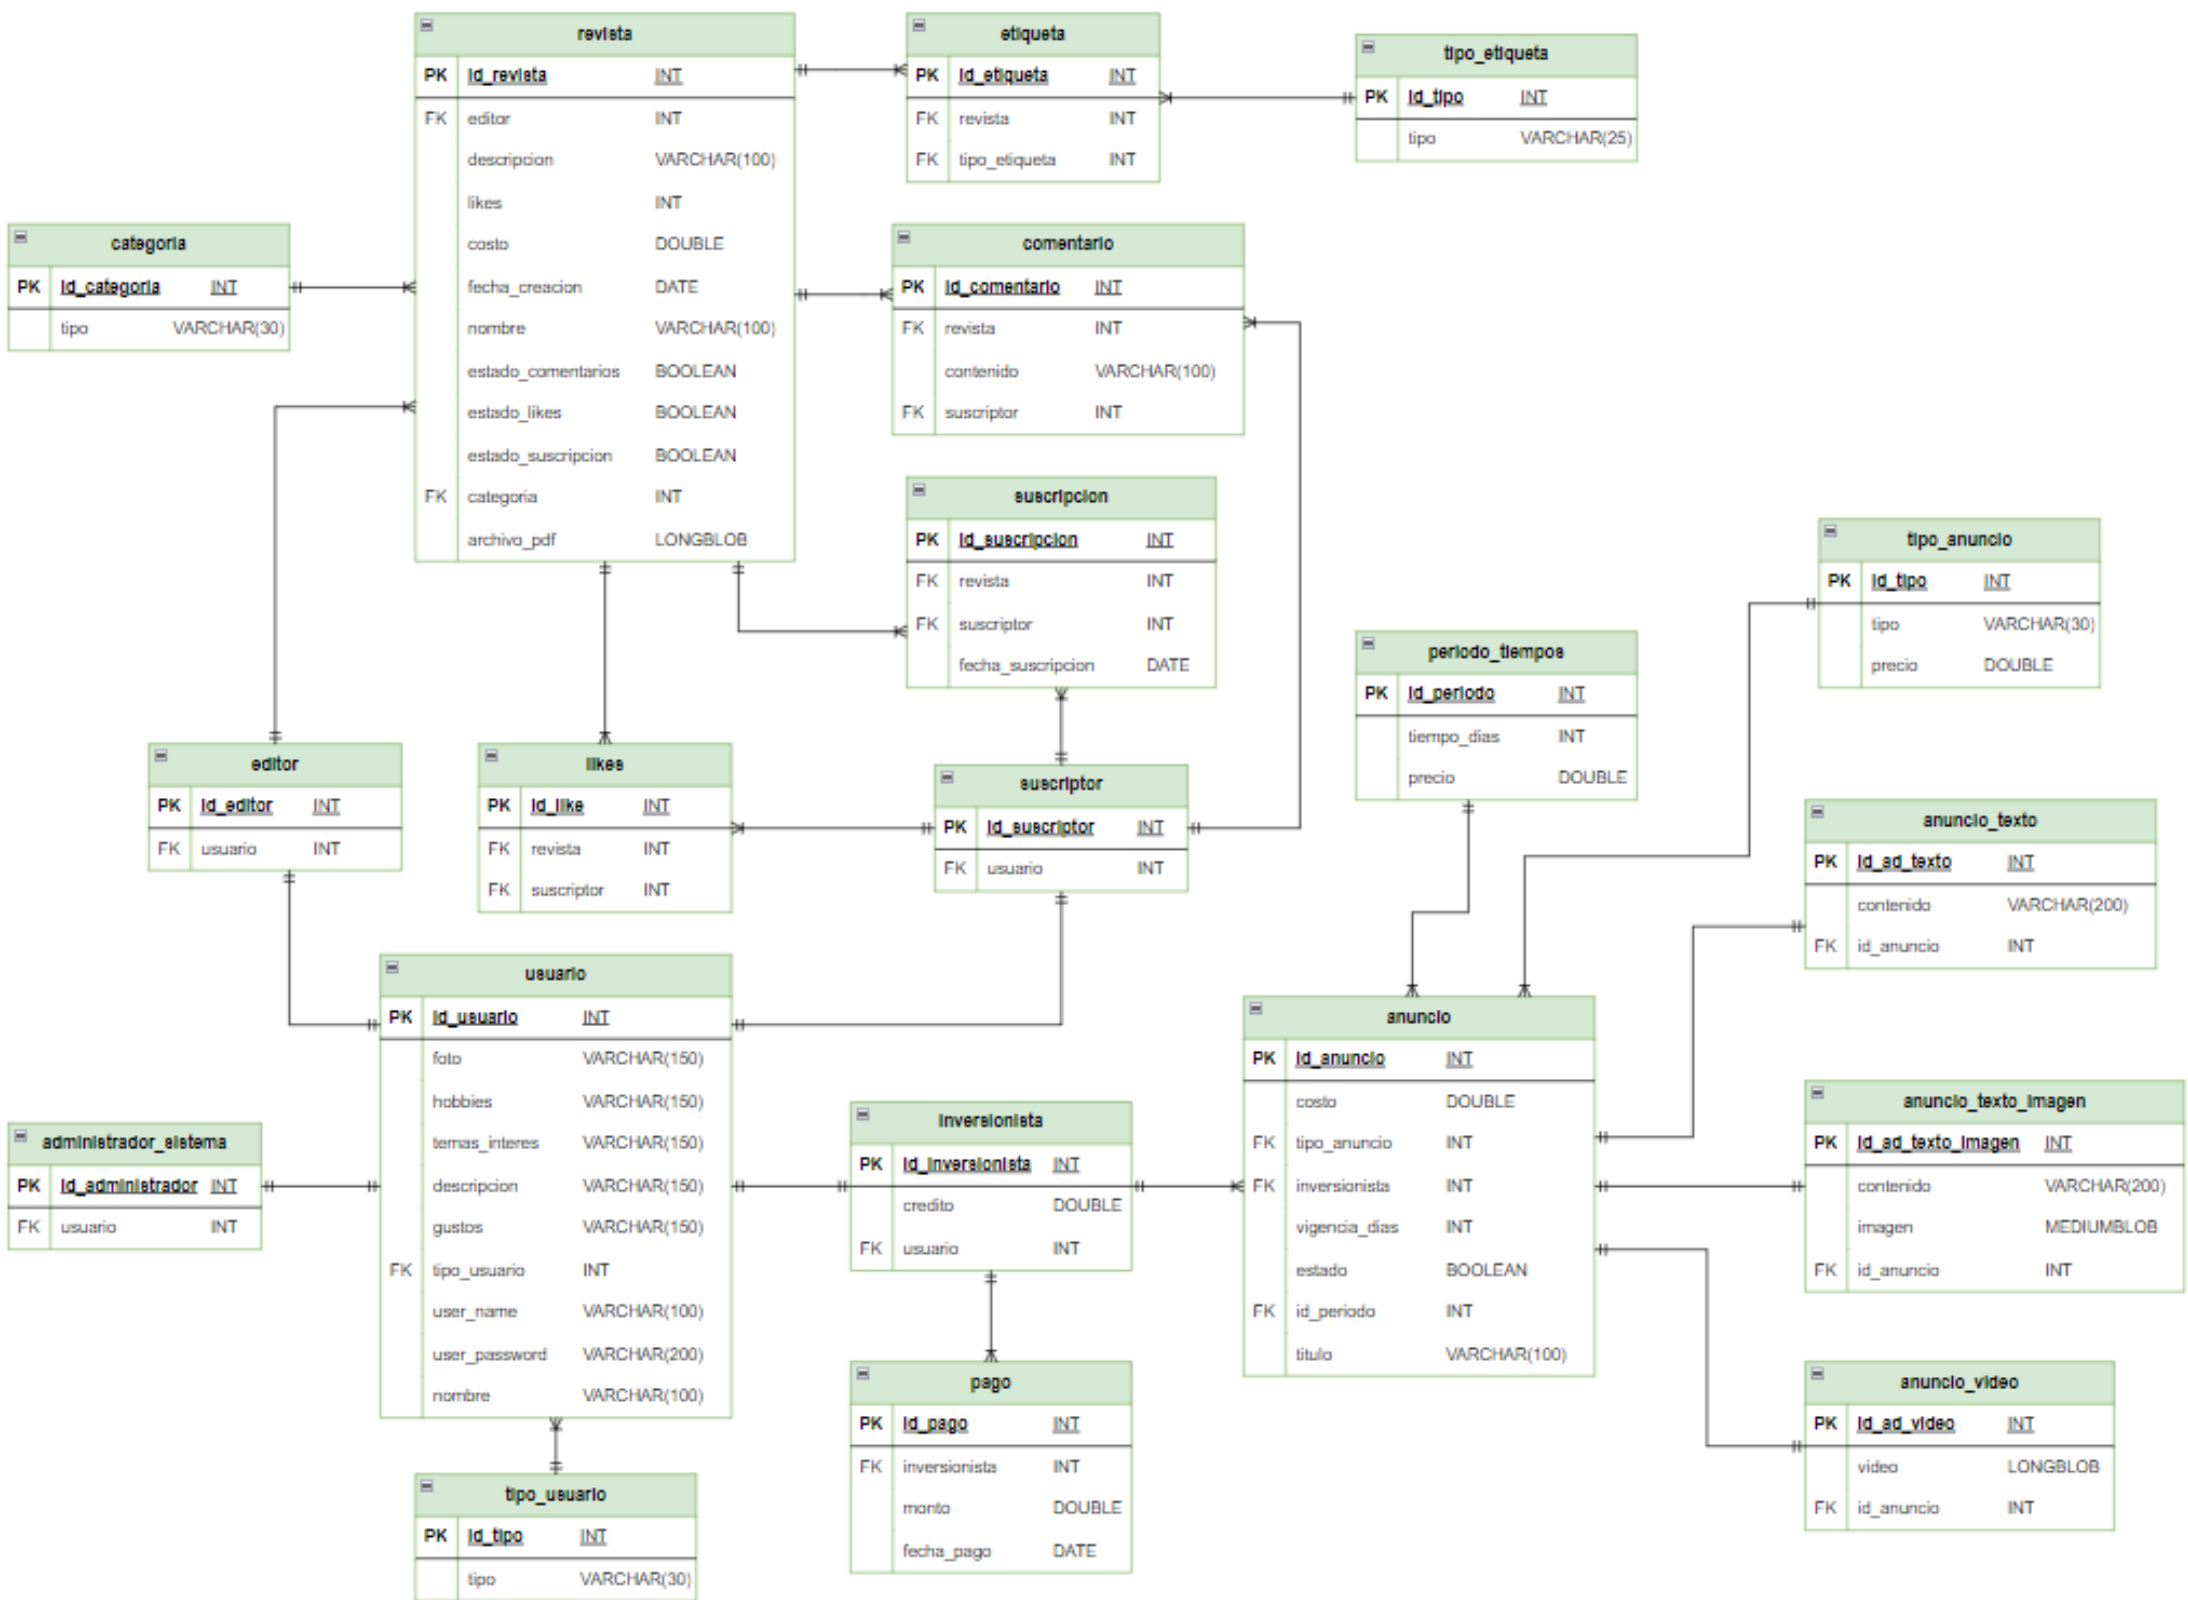 revista
PK id_revista INT
FK editor INT
descripcion VARCHAR(100)
likes INT
costo DOUBLE
fecha_creacion DATE
nombre VARCHAR(100)
estado_comentarios BOOLEAN
estado_likes BOOLEAN
estado_suscripcion BOOLEAN
FK categoria INT
archivo_pdf LONGBLOB
etiqueta
PK id_etiqueta INT
FK revista INT
FK tipo_etiqueta INT
tipo_etiqueta
PK id_tipo INT
tipo VARCHAR(25)
categoria
PK id_categoria INT
tipo VARCHAR(30)
comentario
PK id_comentario INT
FK revista INT
contenido VARCHAR(100)
FK suscriptor INT
suscripcion
PK id_suscripcion INT
FK revista INT
FK suscriptor INT
fecha_suscripcion DATE
tipo_anuncio
PK id_tipo INT
tipo VARCHAR(30)
precio DOUBLE
periodo_tiempos
PK id_periodo INT
tiempo_dias INT
precio DOUBLE
editor
PK id_editor INT
FK usuario INT
likes
PK id_like INT
FK revista INT
FK suscriptor INT
suscriptor
PK id_suscriptor INT
FK usuario INT
anuncio_texto
PK id_ad_texto INT
contenido VARCHAR(200)
FK id_anuncio INT
usuario
PK id_usuario INT
foto VARCHAR(150)
hobbies VARCHAR(150)
temas_interes VARCHAR(150)
descripcion VARCHAR(150)
gustos VARCHAR(150)
FK tipo_usuario INT
user_name VARCHAR(100)
user_password VARCHAR(200)
nombre VARCHAR(100)
anuncio
PK id_anuncio INT
costo DOUBLE
FK tipo_anuncio INT
FK inversionista INT
vigencia_dias INT
estado BOOLEAN
FK id_periodo INT
titulo VARCHAR(100)
anuncio_texto_imagen
PK id_ad_texto_imagen INT
contenido VARCHAR(200)
imagen MEDIUMBLOB
FK id_anuncio INT
administrador_sistema
PK id_administrador INT
FK usuario INT
inversionista
PK id_inversionista INT
credito DOUBLE
FK usuario INT
pago
PK id_pago INT
FK inversionista INT
monto DOUBLE
fecha_pago DATE
anuncio_video
PK id_ad_video INT
video LONGBLOB
FK id_anuncio INT
tipo_usuario
PK id_tipo INT
tipo VARCHAR(30)